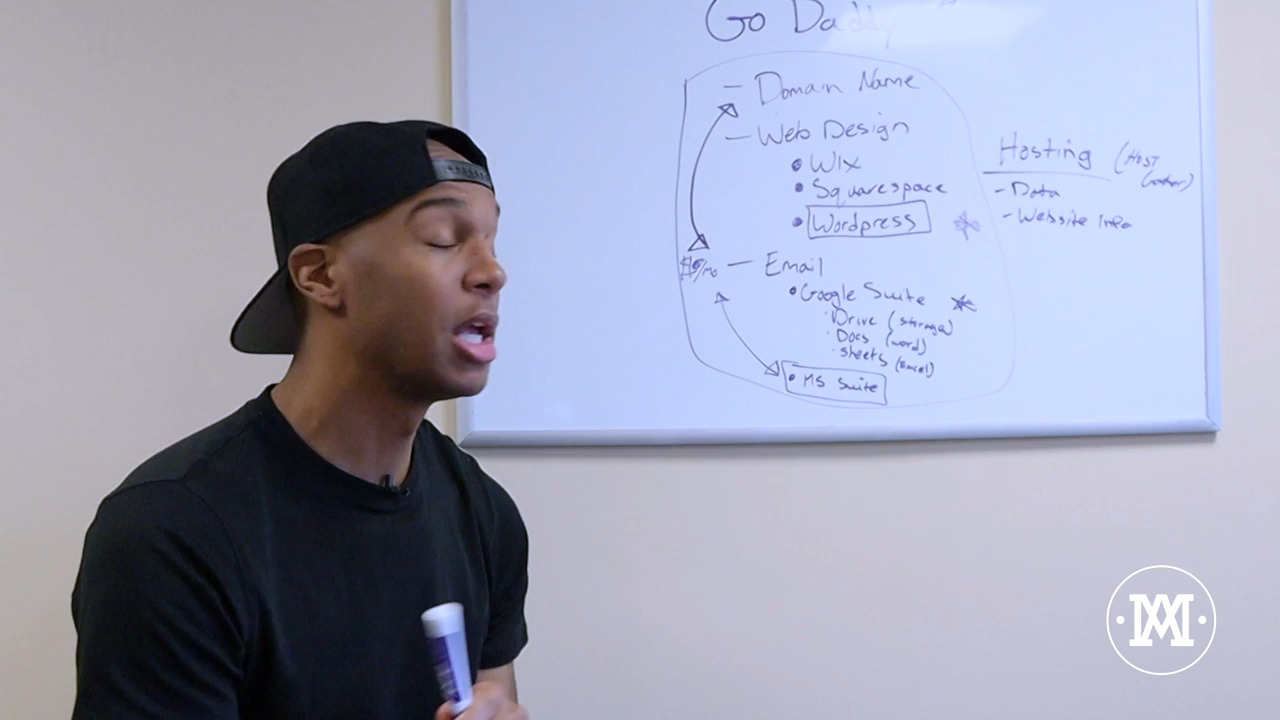 Go Daddy
– Domain Name
– Web Design
• Wix
• Squarespace
• Wordpress
– Email
• Google Suite
Drive (storage)
Docs (word)
Sheets (Excel)
• MS Suite
/mo
Hosting (Host
Gator)
- Data
- Website Info